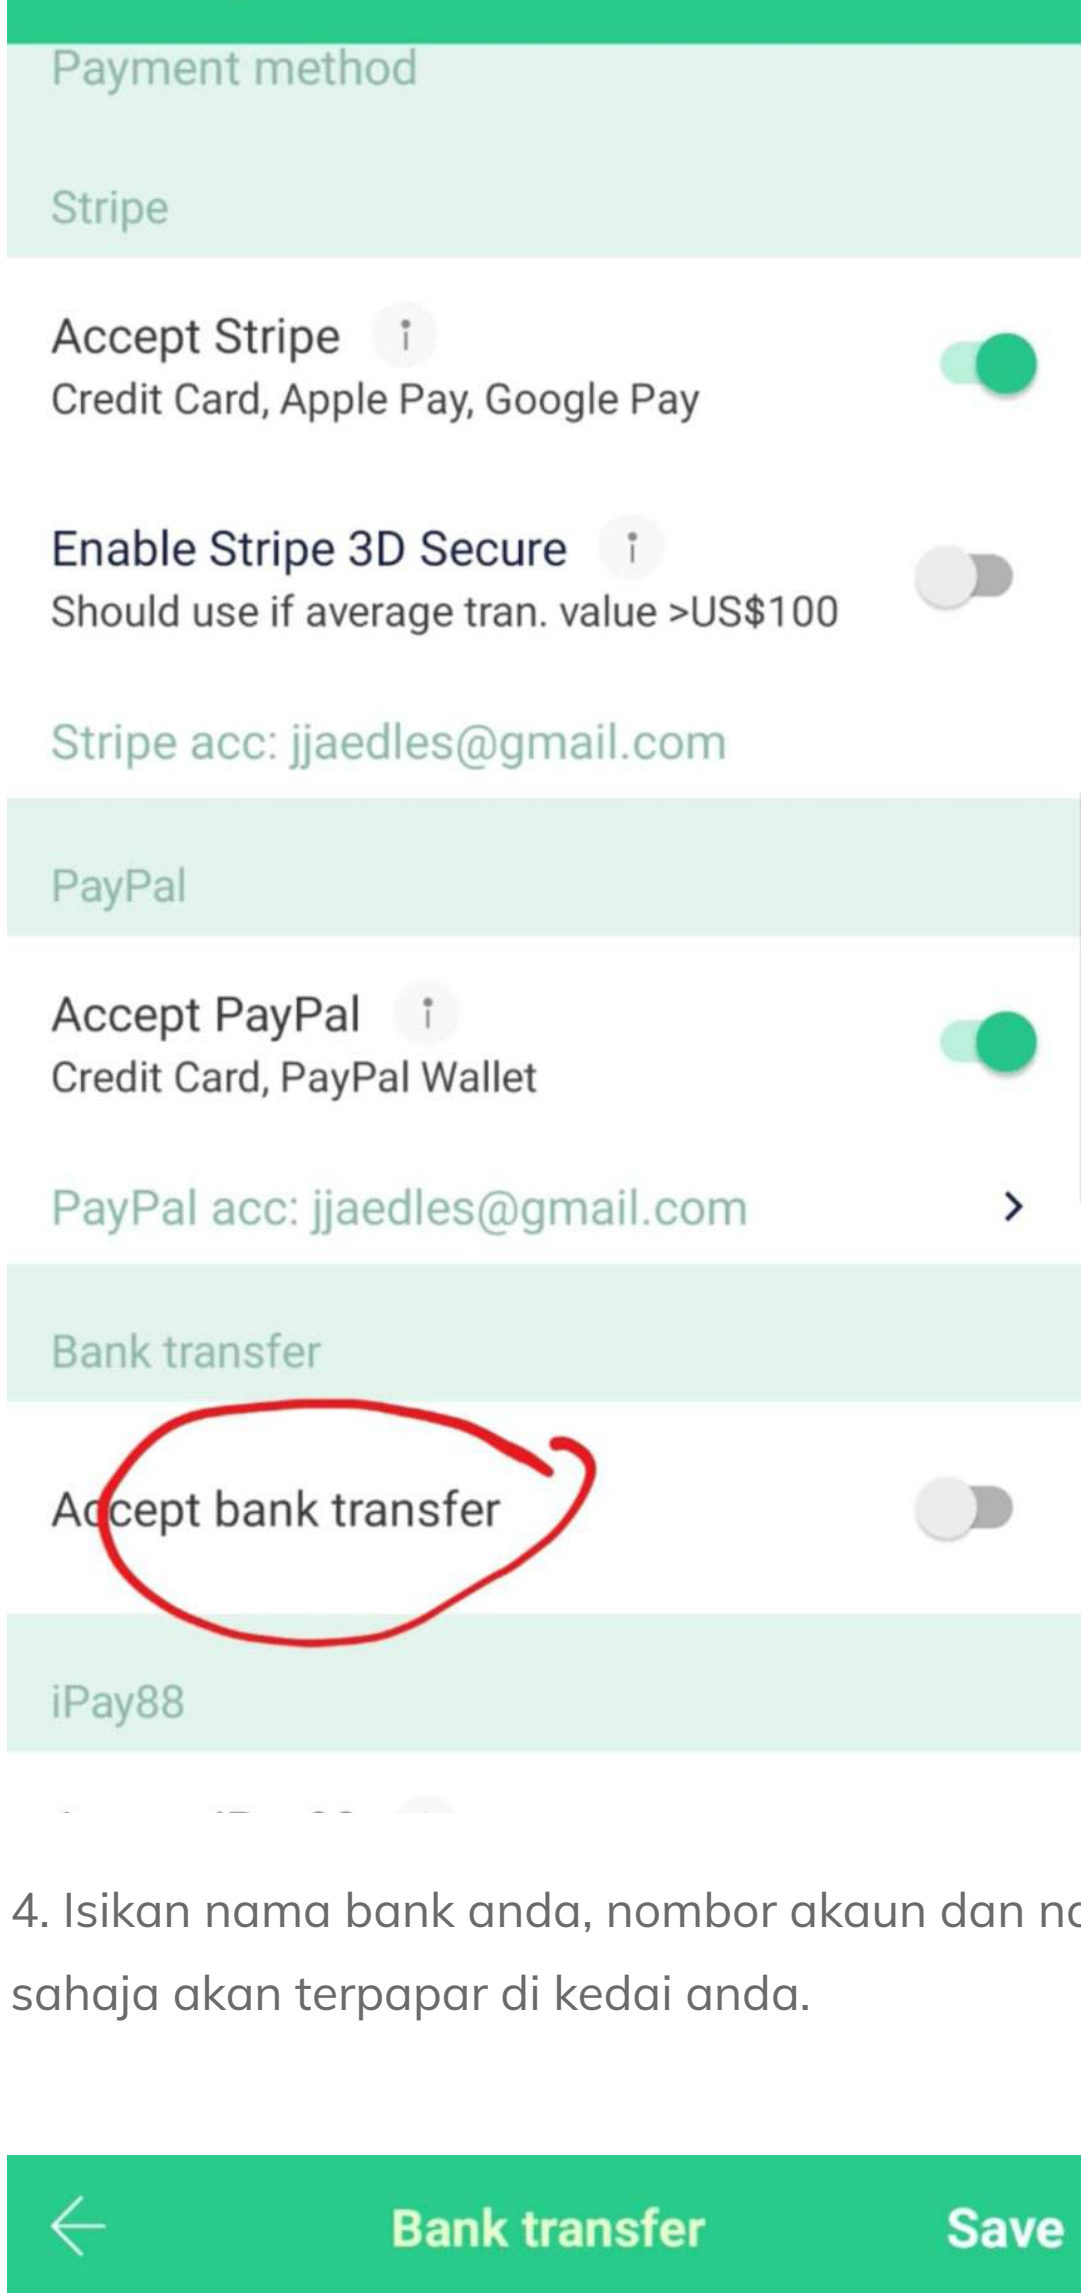 Payment method
Stripe
Accept Stripe
Credit Card, Apple Pay, Google Pay
Enable Stripe 3D Secure
Should use if average tran. value >US$100
Stripe acc: jjaedles@gmail.com
PayPal
Accept PayPal
Credit Card, PayPal Wallet
PayPal acc: jjaedles@gmail.com
Bank transfer
Accept bank transfer
iPay88
4. Isikan nama bank anda, nombor akaun dan
sahaja akan terpapar di kedai anda.
Bank transfer
Save